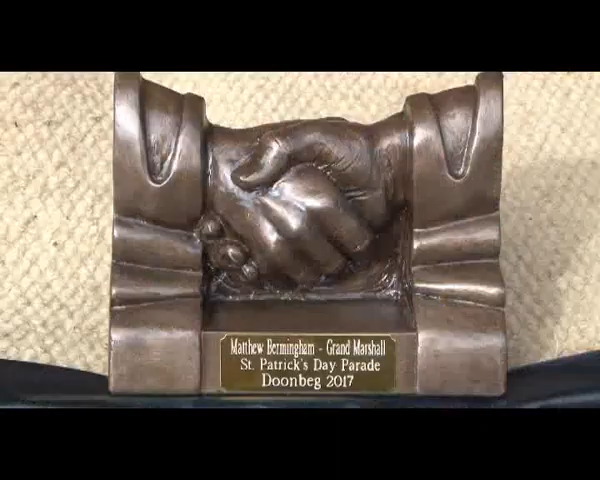 Matthew Bermingham - Grand Marshall
St. Patrick's Day Parade
Doonbeg 2017